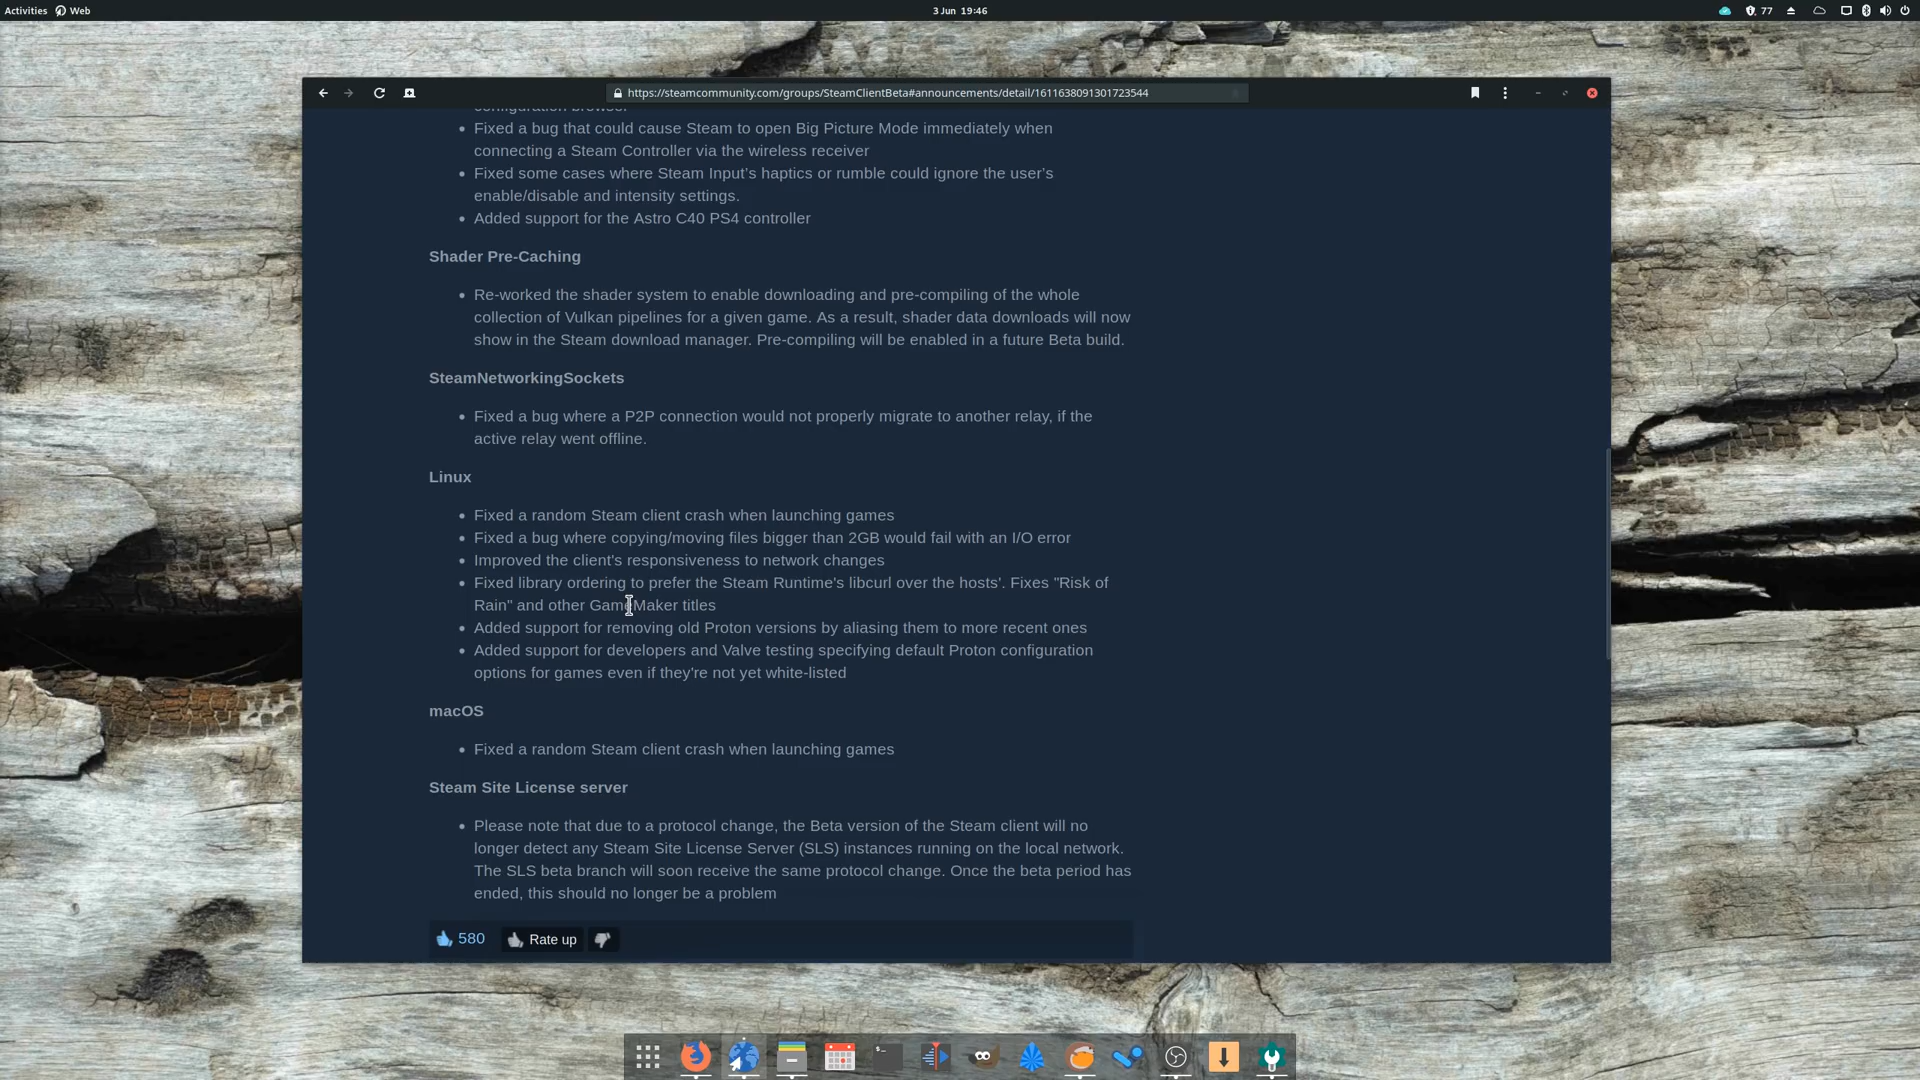 Activities Web 3 Jun 19:46 77
https://steamcommunity.com/groups/SteamClientBeta#announcements/detail/1611638091301723544
configuration browser
Fixed a bug that could cause Steam to open Big Picture Mode immediately when
connecting a Steam Controller via the wireless receiver
Fixed some cases where Steam Input's haptics or rumble could ignore the user's
enable/disable and intensity settings.
Added support for the Astro C40 PS4 controller
Shader Pre-Caching
Re-worked the shader system to enable downloading and pre-compiling of the whole
collection of Vulkan pipelines for a given game. As a result, shader data downloads will now
show in the Steam download manager. Pre-compiling will be enabled in a future Beta build.
SteamNetworkingSockets
Fixed a bug where a P2P connection would not properly migrate to another relay, if the
active relay went offline.
Linux
Fixed a random Steam client crash when launching games
Fixed a bug where copying/moving files bigger than 2GB would fail with an I/O error
Improved the client's responsiveness to network changes
Fixed library ordering to prefer the Steam Runtime's libcurl over the hosts'. Fixes "Risk of
Rain" and other GameMaker titles
Added support for removing old Proton versions by aliasing them to more recent ones
Added support for developers and Valve testing specifying default Proton configuration
options for games even if they're not yet white-listed
macOS
Fixed a random Steam client crash when launching games
Steam Site License server
Please note that due to a protocol change, the Beta version of the Steam client will no
longer detect any Steam Site License Server (SLS) instances running on the local network.
The SLS beta branch will soon receive the same protocol change. Once the beta period has
ended, this should no longer be a problem
580 Rate up